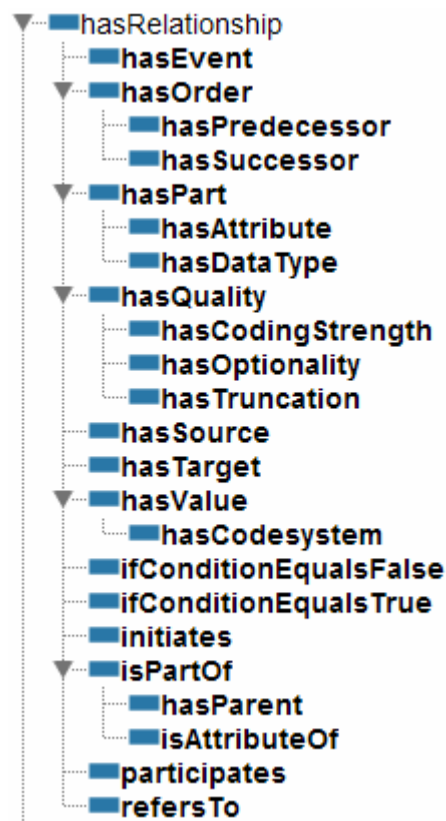 hasRelationship
hasEvent
hasOrder
hasPredecessor
hasSuccessor
hasPart
hasAttribute
hasDataType
hasQuality
hasCodingStrength
hasOptionality
hasTruncation
hasSource
hasTarget
hasValue
hasCodesystem
ifConditionEqualsFalse
ifConditionEqualsTrue
initiates
isPartOf
hasParent
isAttributeOf
participates
refersTo